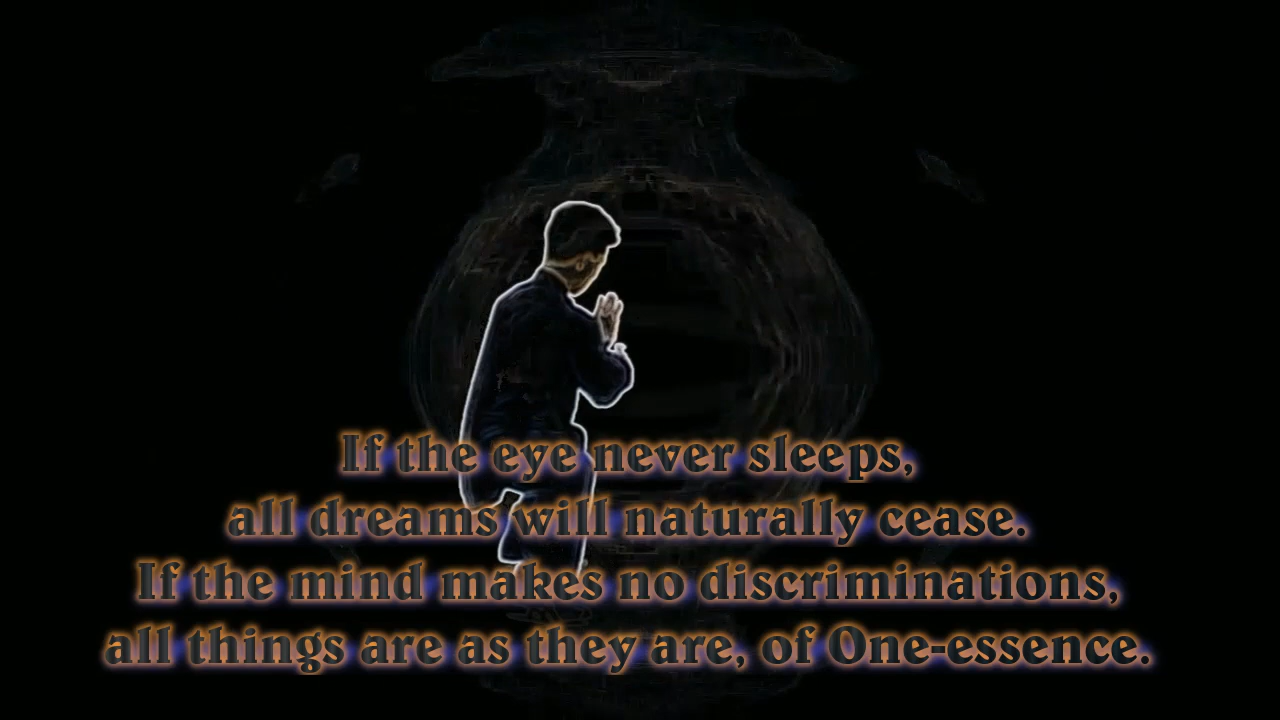 If the eye never sleeps,
all dreams will naturally cease.
If the mind makes no discriminations,
all things are as they are, of One-essence.